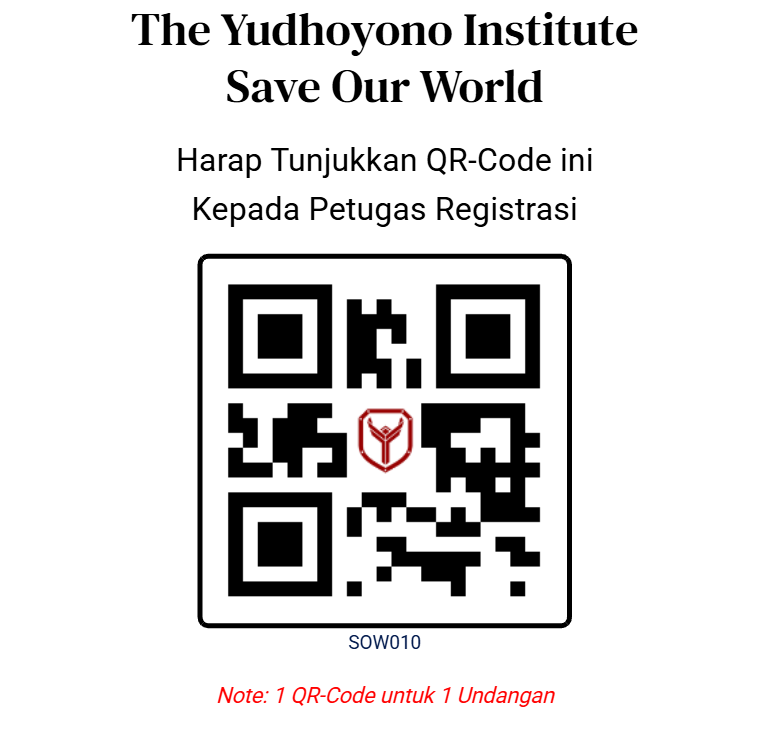 The Yudhoyono Institute
Save Our World
Harap Tunjukkan QR-Code ini
Kepada Petugas Registrasi
SOW010
Note: 1 QR-Code untuk 1 Undangan